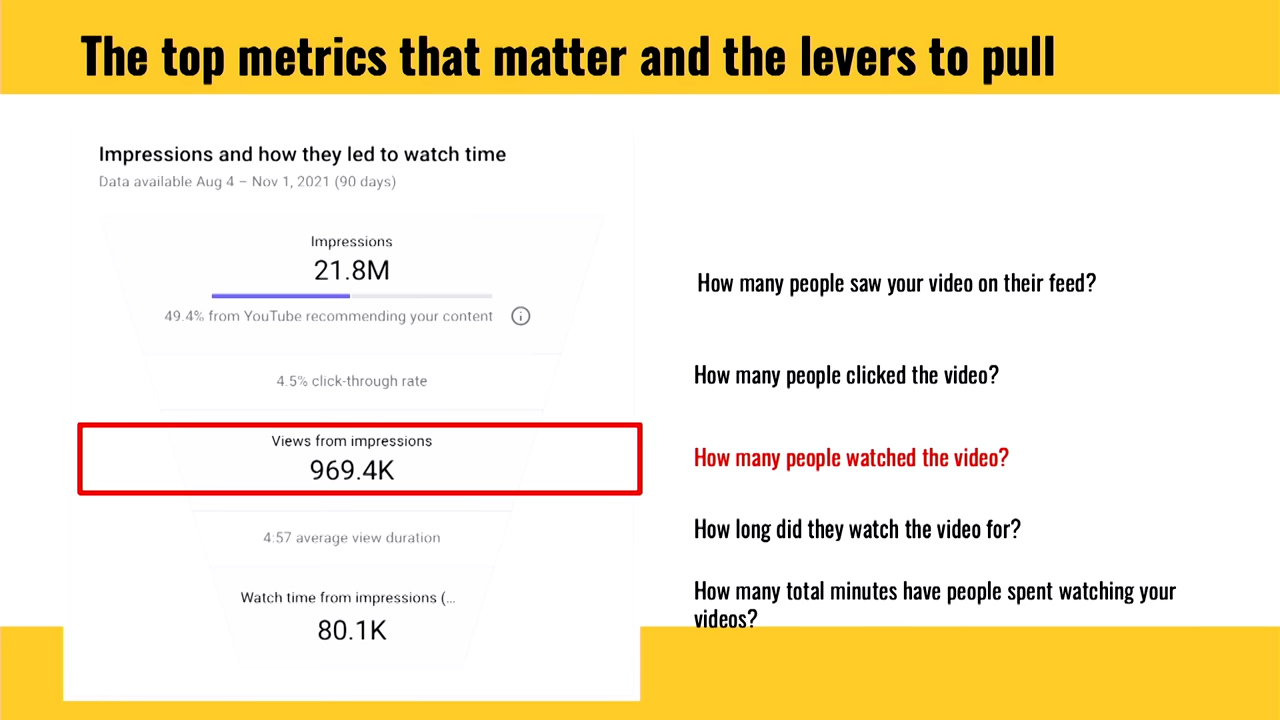 The top metrics that matter and the levers to pull
Impressions and how they led to watch time
Data available Aug 4 – Nov 1, 2021 (90 days)
Impressions
21.8M
49.4% from YouTube recommending your content
4.5% click-through rate
Views from impressions
969.4K
4:57 average view duration
Watch time from impressions (...
80.1K
How many people saw your video on their feed?
How many people clicked the video?
How many people watched the video?
How long did they watch the video for?
How many total minutes have people spent watching your
videos?